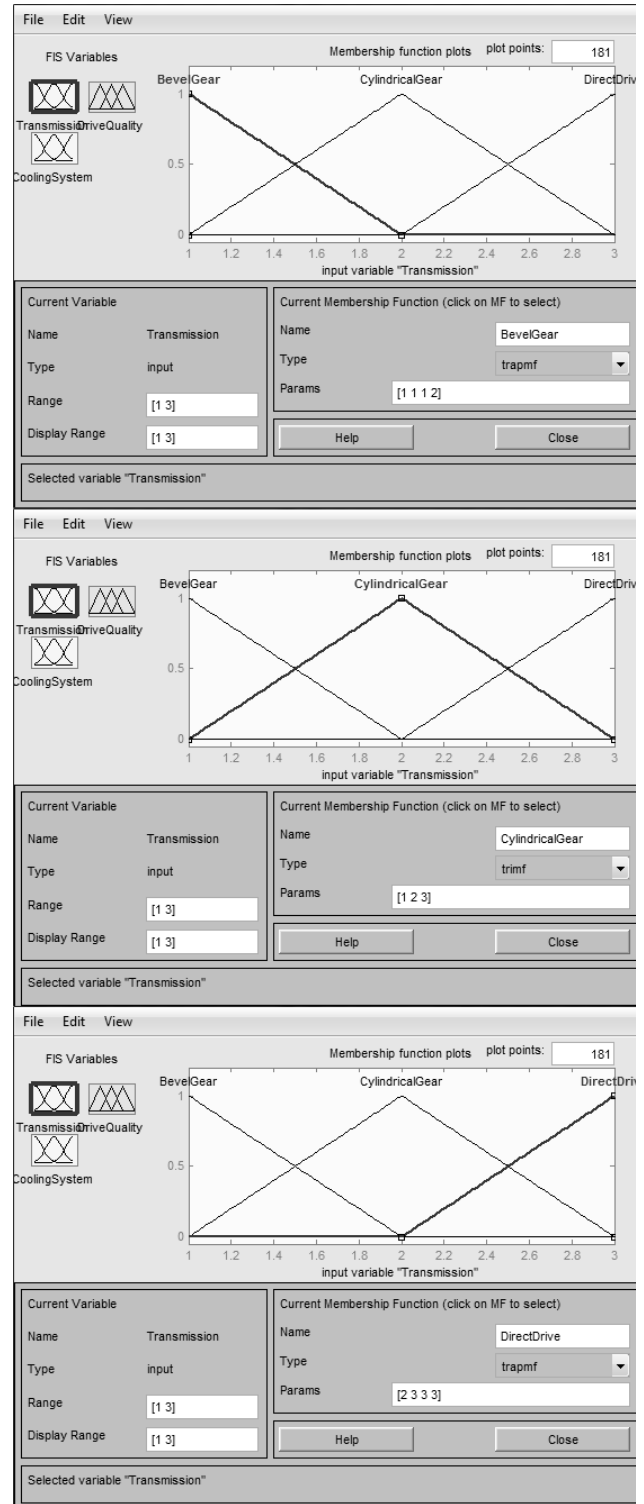 File Edit View
FIS Variables
Membership function plots plot points: 181
BevelGear CylindricalGear DirectDriv
1
0.5
0
Transmission DriveQuality
CoolingSystem
1 1.2 1.4 1.6 1.8 2 2.2 2.4 2.6 2.8 3
input variable "Transmission"
Current Variable
Name Transmission
Type input
Range [1 3]
Display Range [1 3]
Current Membership Function (click on MF to select)
Name BevelGear
Type trapmf
Params [1 1 1 2]
Help Close
Selected variable "Transmission"
File Edit View
FIS Variables
Membership function plots plot points: 181
BevelGear CylindricalGear DirectDriv
1
0.5
0
Transmission DriveQuality
CoolingSystem
1 1.2 1.4 1.6 1.8 2 2.2 2.4 2.6 2.8 3
input variable "Transmission"
Current Variable
Name Transmission
Type input
Range [1 3]
Display Range [1 3]
Current Membership Function (click on MF to select)
Name CylindricalGear
Type trimf
Params [1 2 3]
Help Close
Selected variable "Transmission"
File Edit View
FIS Variables
Membership function plots plot points: 181
BevelGear CylindricalGear DirectDriv
1
0.5
0
Transmission DriveQuality
CoolingSystem
1 1.2 1.4 1.6 1.8 2 2.2 2.4 2.6 2.8 3
input variable "Transmission"
Current Variable
Name Transmission
Type input
Range [1 3]
Display Range [1 3]
Current Membership Function (click on MF to select)
Name DirectDrive
Type trapmf
Params [2 3 3 3]
Help Close
Selected variable "Transmission"